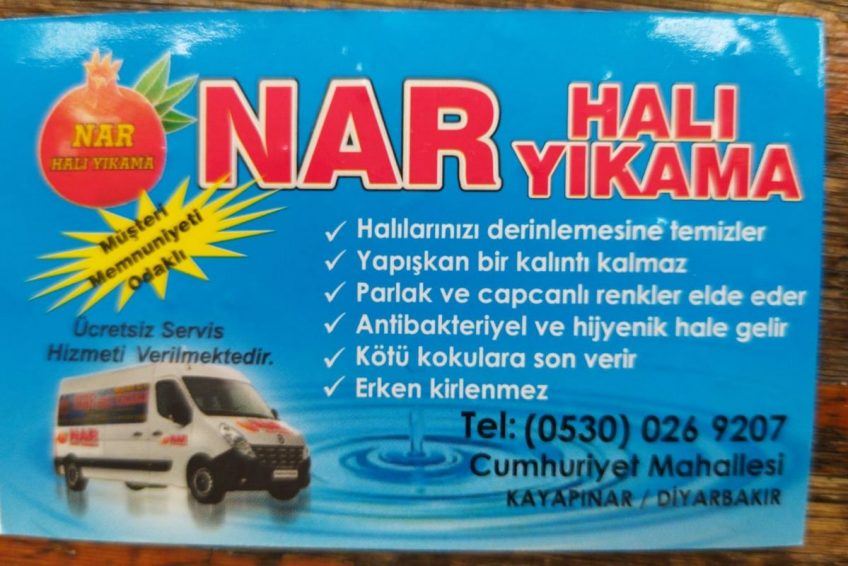 NAR
HALI YIKAMA
NAR HALI
YIKAMA
Müşteri
Memnuniyeti
Odaklı
✓ Halılarınızı derinlemesine temizler
✓ Yapışkan bir kalıntı kalmaz
✓ Parlak ve capcanlı renkler elde eder
✓ Antibakteriyel ve hijyenik hale gelir
✓ Kötü kokulara son verir
✓ Erken kirlenmez
Ücretsiz Servis
Hizmeti Verilmektedir.
NAR
Tel: (0530) 026 9207
Cumhuriyet Mahallesi
KAYAPINAR / DİYARBAKIR